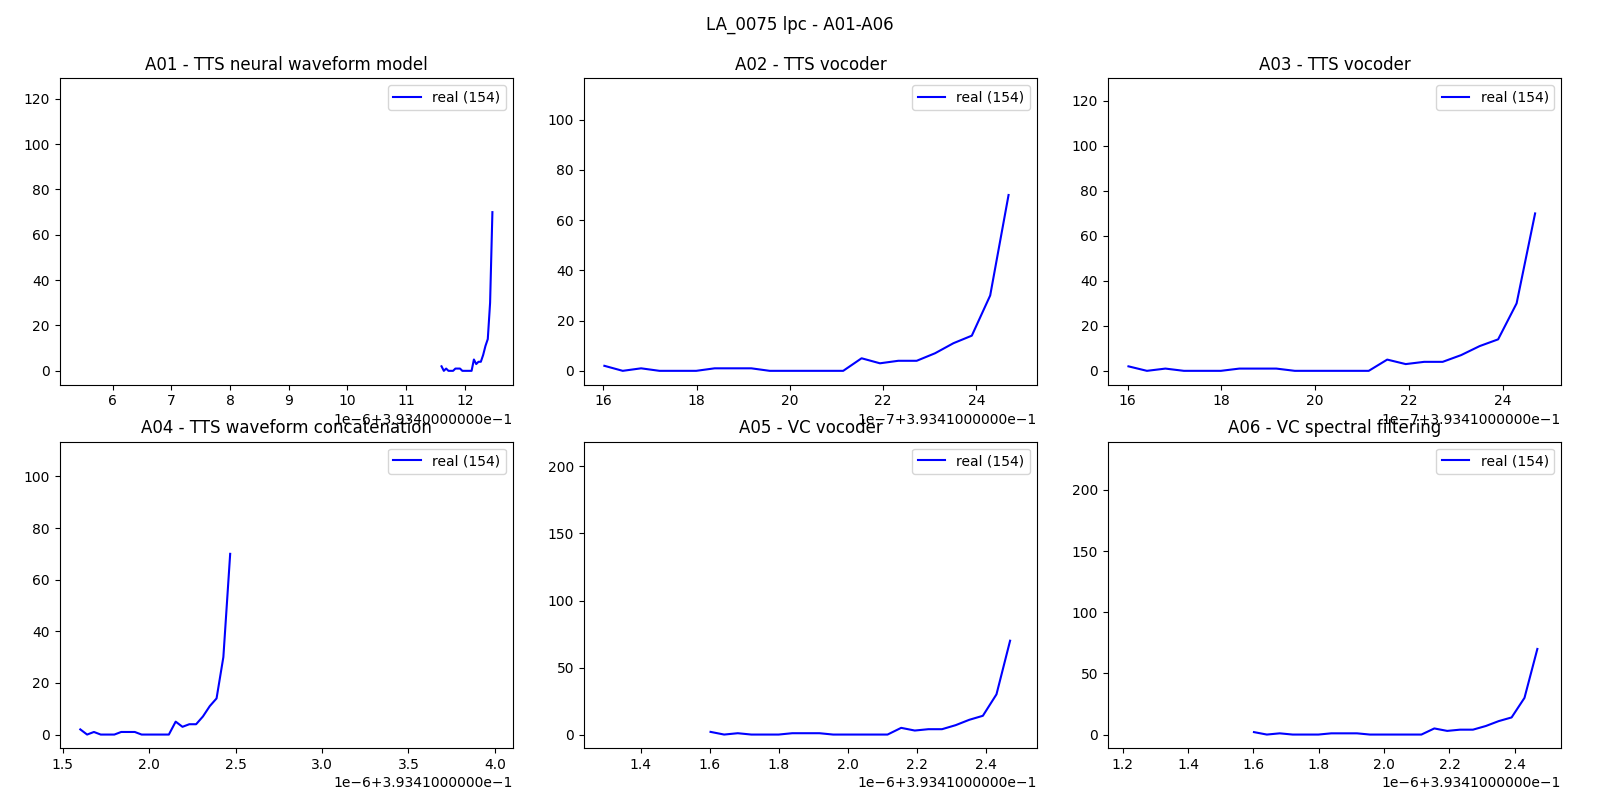 LA_0075 lpc - A01-A06
A01 - TTS neural waveform model
A02 - TTS vocoder
A03 - TTS vocoder
real (154)
real (154)
real (154)
120
100
80
60
40
20
0
6 7 8 9 10 11 12
1e-6+3.9340000000e-1
100
80
60
40
20
0
16 18 20 22 24
1e-7+3.9341000000e-1
120
100
80
60
40
20
0
16 18 20 22 24
1e-7+3.9341000000e-1
A04 - TTS waveform concatenation
A05 - VC vocoder
A06 - VC spectral filtering
real (154)
real (154)
real (154)
100
80
60
40
20
0
1.5 2.0 2.5 3.0 3.5 4.0
1e-6+3.9341000000e-1
200
150
100
50
0
1.4 1.6 1.8 2.0 2.2 2.4
1e-6+3.9341000000e-1
200
150
100
50
0
1.2 1.4 1.6 1.8 2.0 2.2 2.4
1e-6+3.9341000000e-1